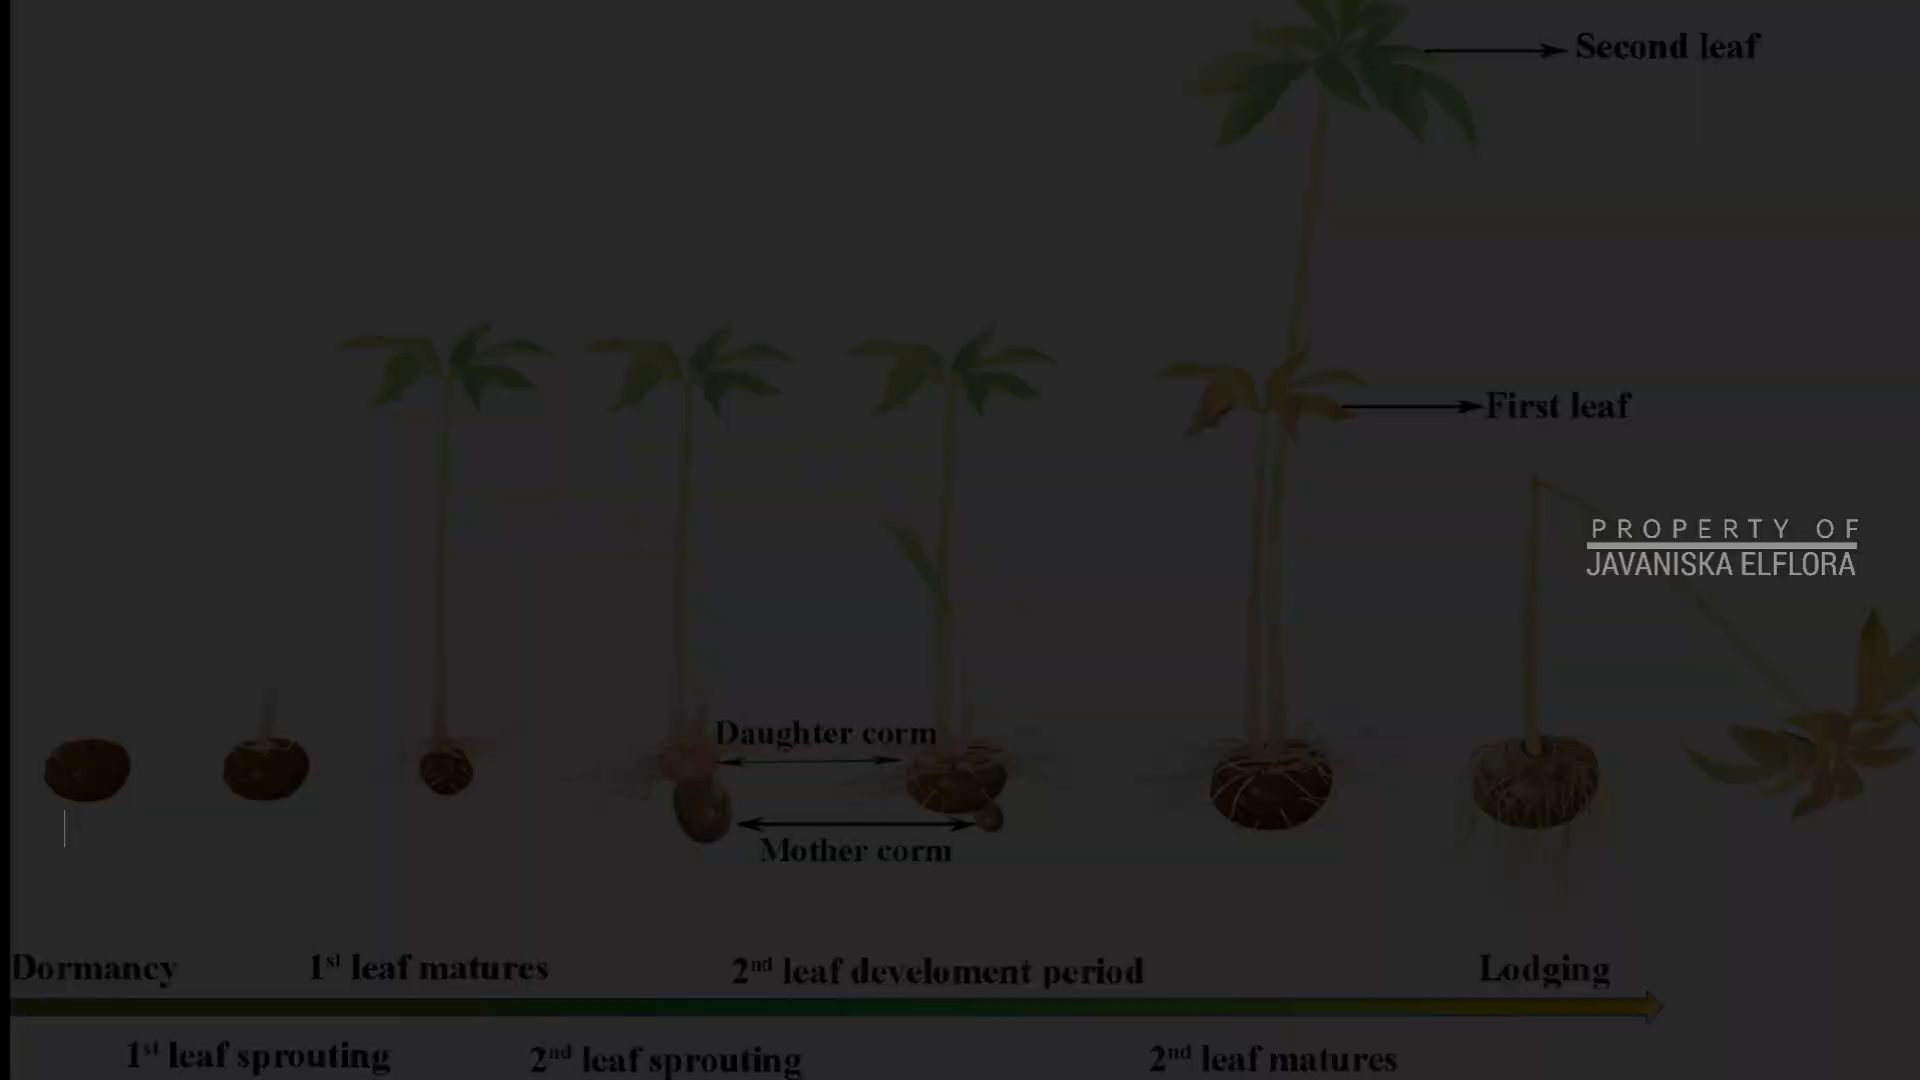 Second leaf
First leaf
PROPERTY OF
JAVANISKA ELFLORA
Daughter corm
Mother corm
Dormancy
1st leaf matures
2nd leaf develoment period
Lodging
1st leaf sprouting
2nd leaf sprouting
2nd leaf matures